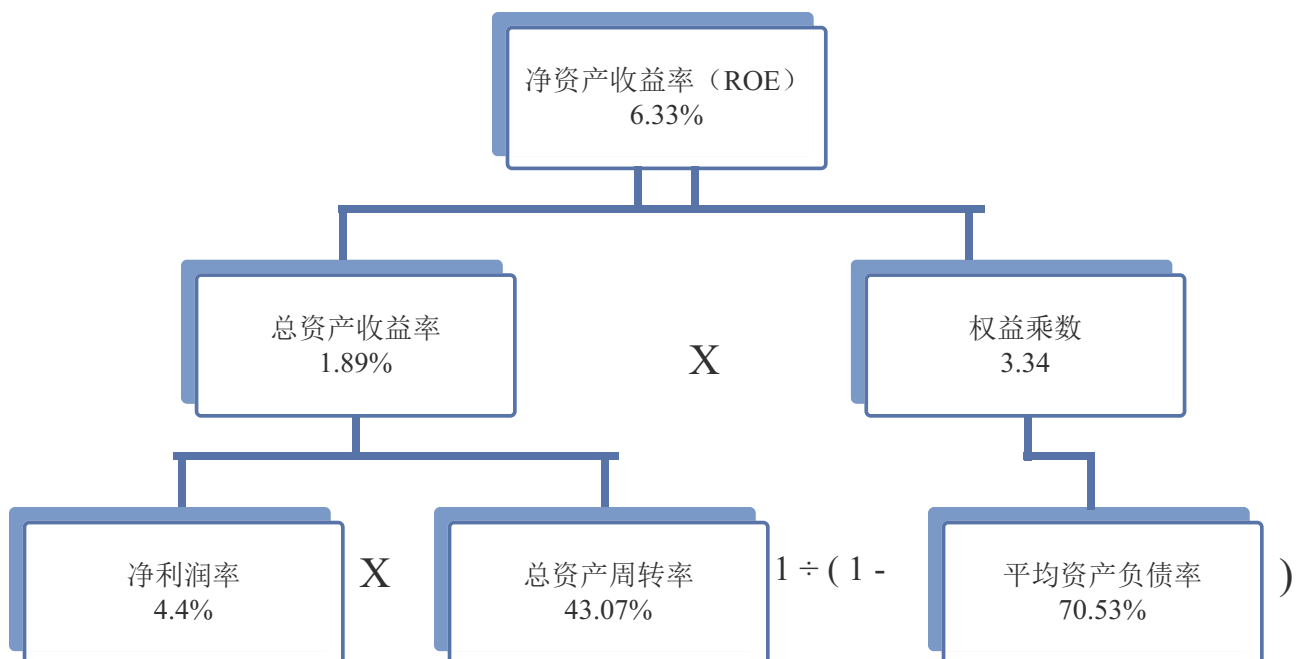 净资产收益率（ROE）
6.33%
总资产收益率
1.89%
X
权益乘数
3.34
净利润率
4.4%
X
总资产周转率
43.07%
1 ÷ ( 1 -
平均资产负债率
70.53%
)